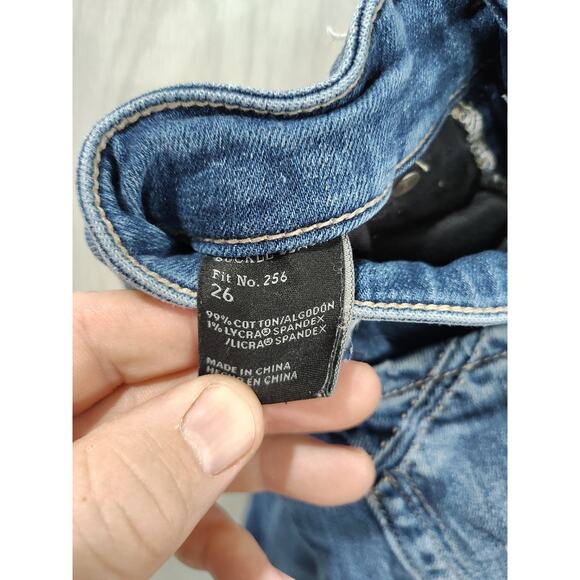 Fit No. 256
26
99% COTTON/ALGODÓN
1% LYCRA® SPANDEX
/LICRA® SPANDEX
MADE IN CHINA
HECHO EN CHINA